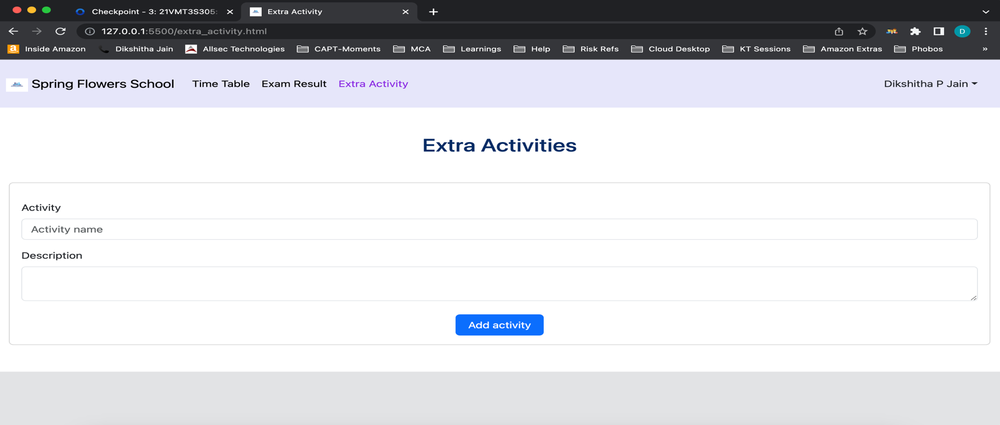 Checkpoint - 3: 21VMT3S305:
Extra Activity
127.0.0.1:5500/extra_activity.html
D
Inside Amazon
Dikshitha Jain
Allsec Technologies
CAPT-Moments
MCA
Learnings
Help
Risk Refs
Cloud Desktop
KT Sessions
Amazon Extras
Phobos
»
Spring Flowers School
Time Table
Exam Result
Extra Activity
Dikshitha P Jain
Extra Activities
Activity
Activity name
Description
Add activity